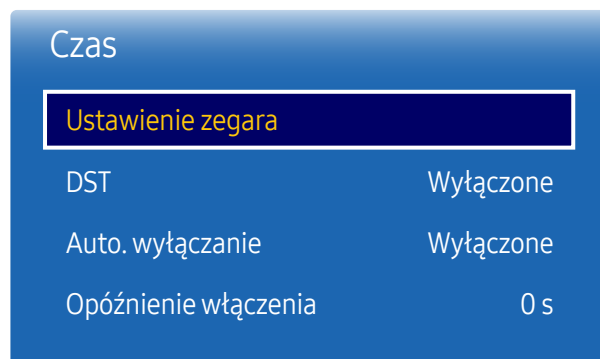 Czas
Ustawienie zegara
DST Wyłączone
Auto. wyłączanie Wyłączone
Opóźnienie włączenia 0 s